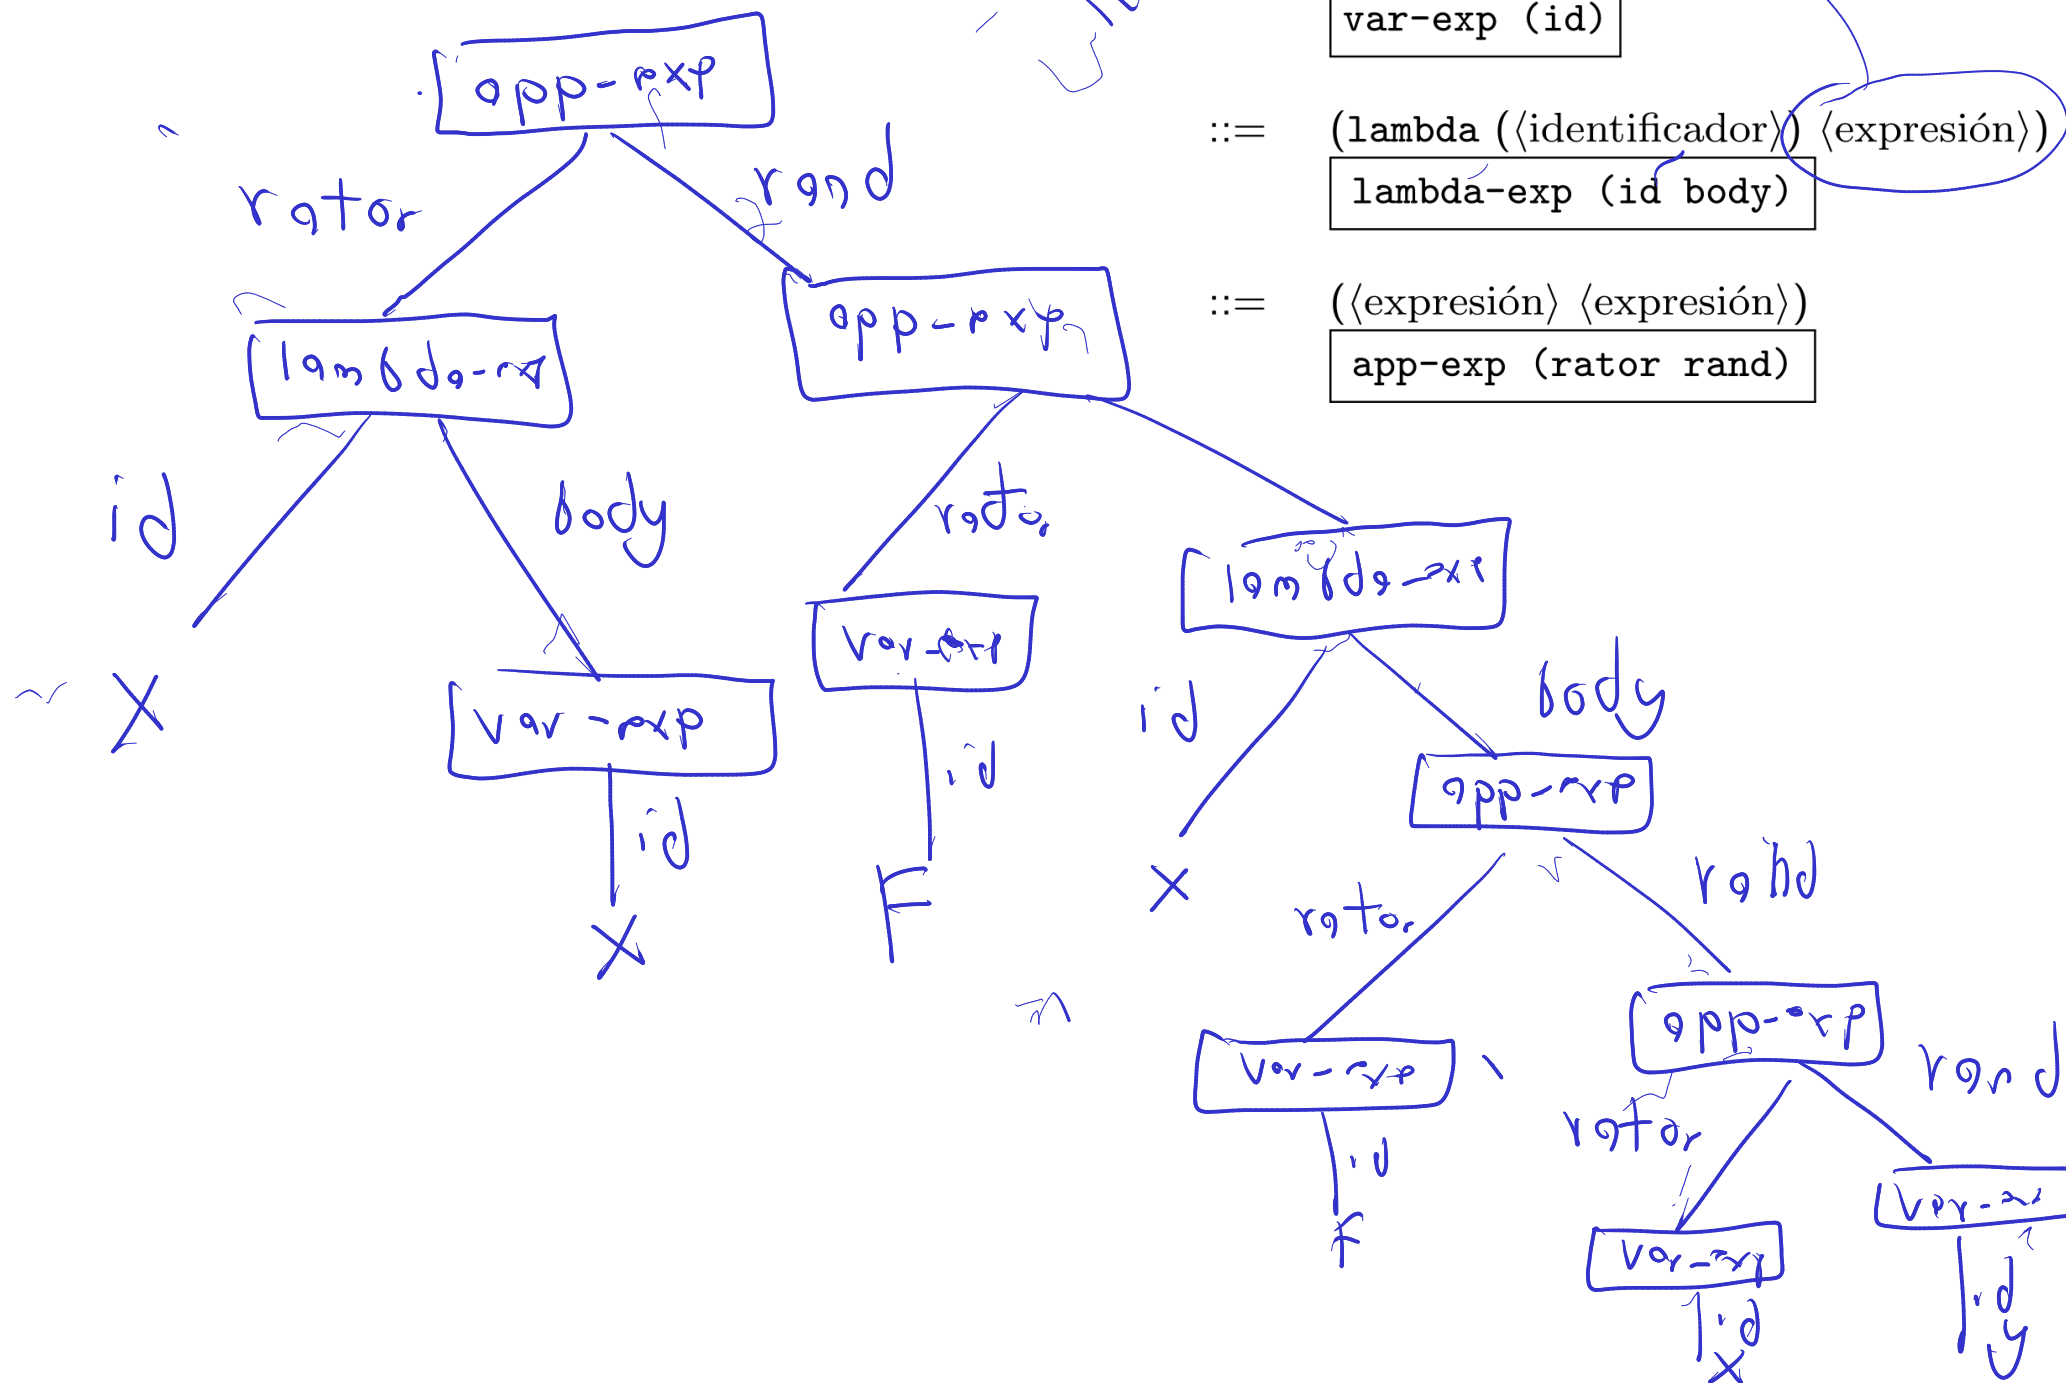 var-exp (id)
::= (lambda (⟨identificador⟩) ⟨expresión⟩)
lambda-exp (id body)
::= (⟨expresión⟩ ⟨expresión⟩)
app-exp (rator rand)
app-exp
rator rand
lambda-exp app-exp
id body rator
lambda-exp
X var-exp var-exp
id body
id id
app-exp
X F X
rator rand
var-exp app-exp
rand
id rator
F var-exp
var-exp
id id
X y